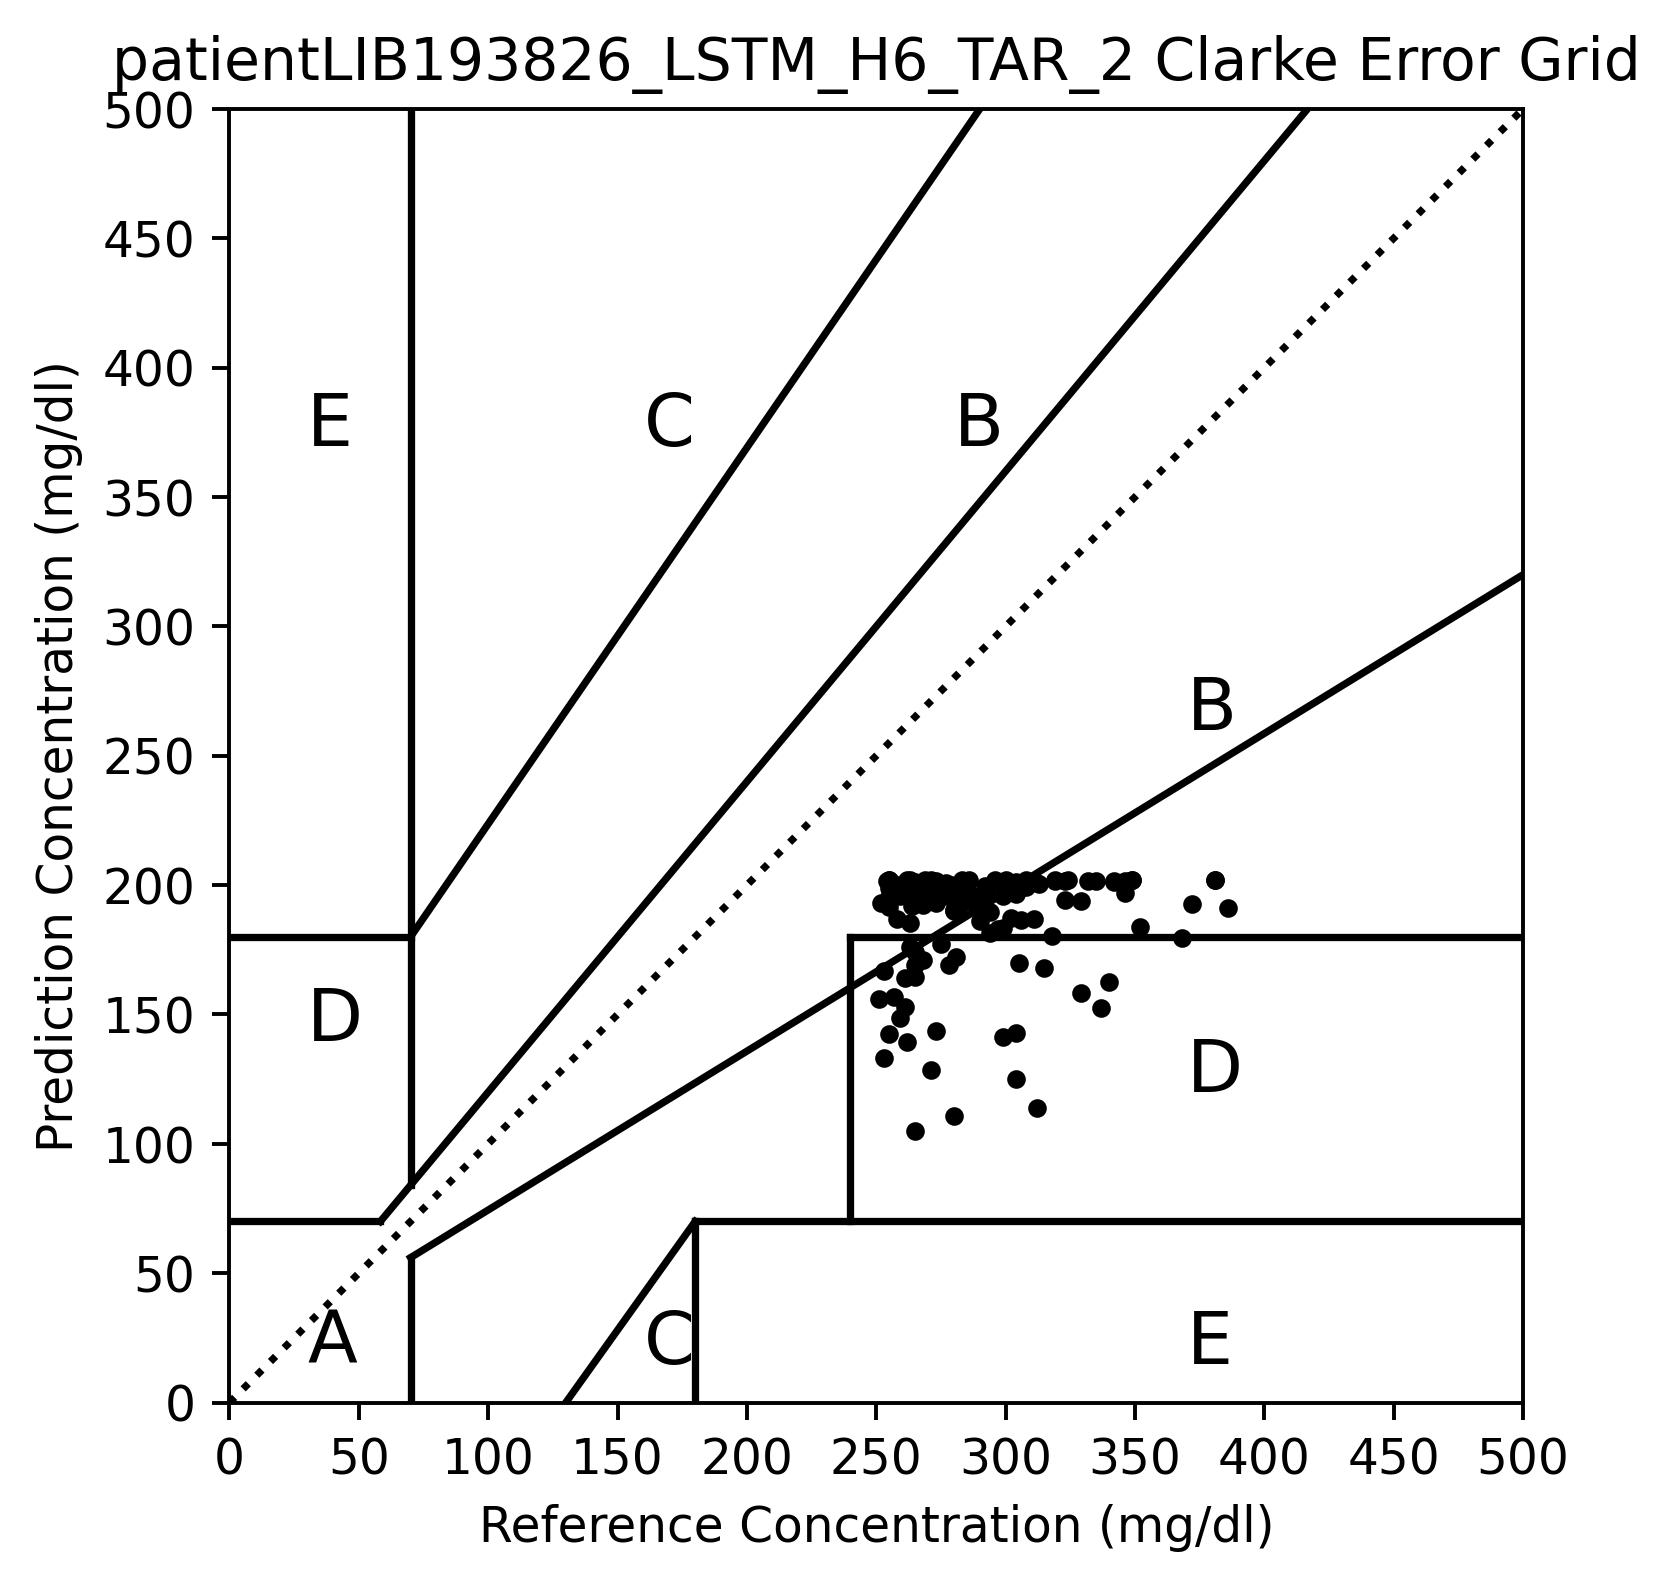 patientLIB193826_LSTM_H6_TAR_2 Clarke Error Grid
500
450
400
350
300
250
200
150
100
50
0
Prediction Concentration (mg/dl)
E
C
B
B
D
D
A
C
E
0 50 100 150 200 250 300 350 400 450 500
Reference Concentration (mg/dl)